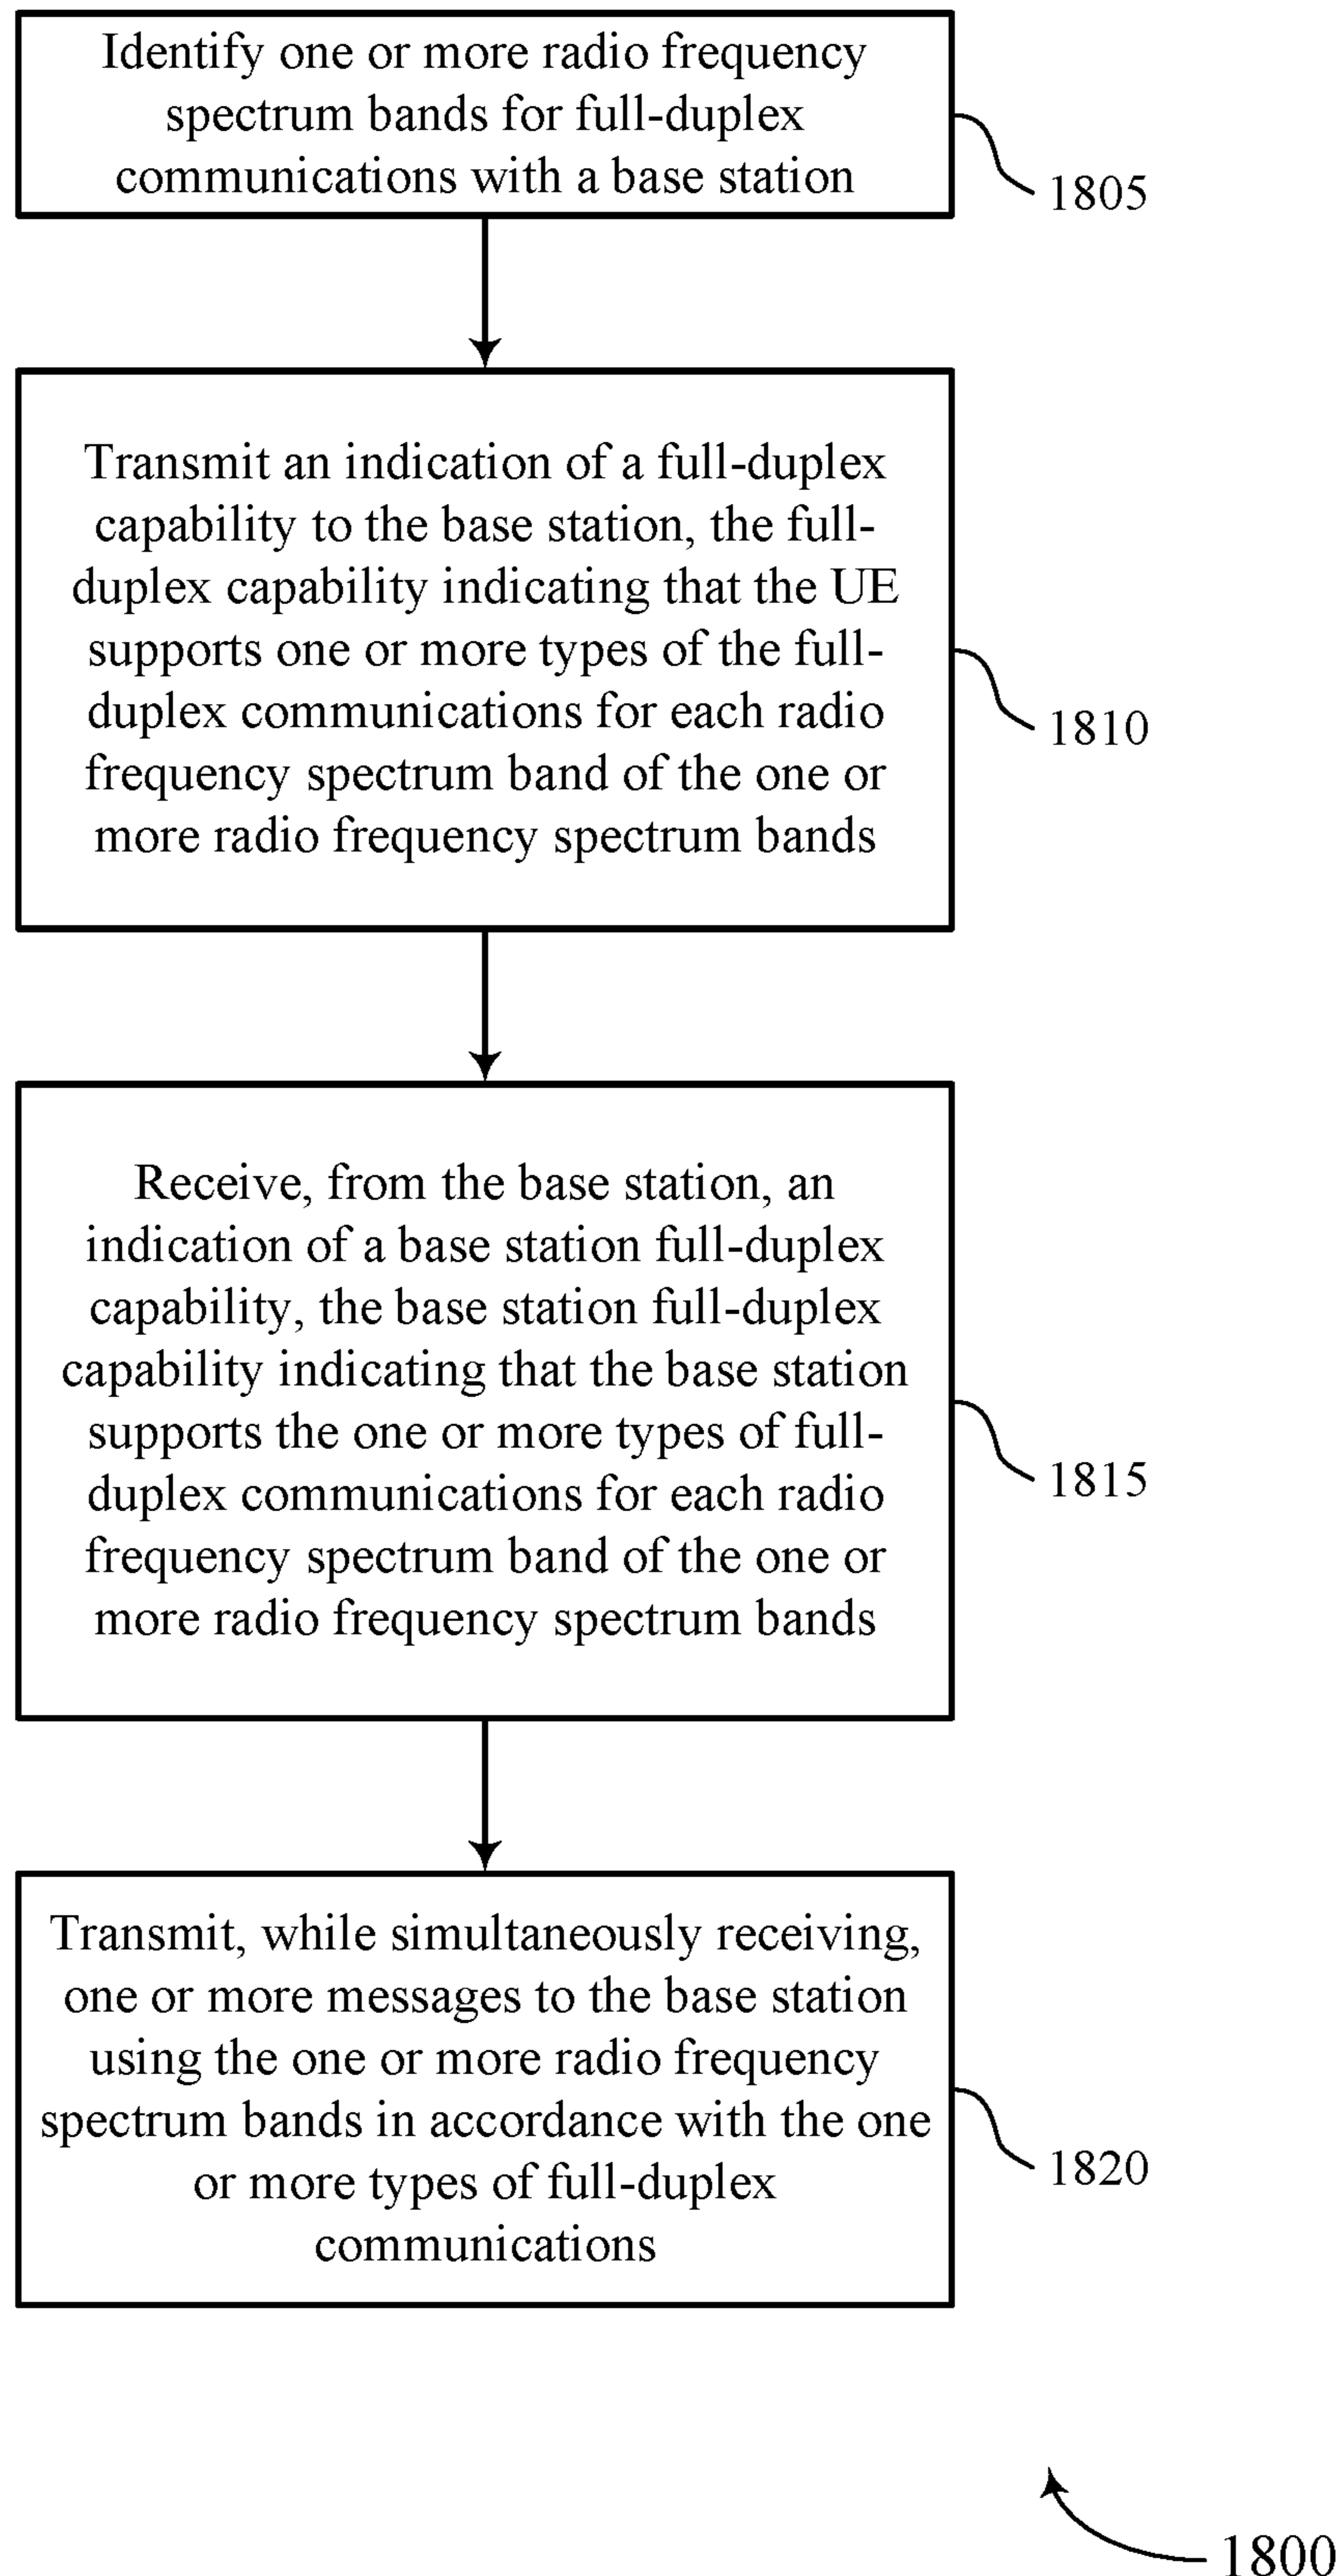 Identify one or more radio frequency
spectrum bands for full-duplex
communications with a base station
1805
Transmit an indication of a full-duplex
capability to the base station, the full-
duplex capability indicating that the UE
supports one or more types of the full-
duplex communications for each radio
frequency spectrum band of the one or
more radio frequency spectrum bands
1810
Receive, from the base station, an
indication of a base station full-duplex
capability, the base station full-duplex
capability indicating that the base station
supports the one or more types of full-
duplex communications for each radio
frequency spectrum band of the one or
more radio frequency spectrum bands
1815
Transmit, while simultaneously receiving,
one or more messages to the base station
using the one or more radio frequency
spectrum bands in accordance with the one
or more types of full-duplex
communications
1820
1800